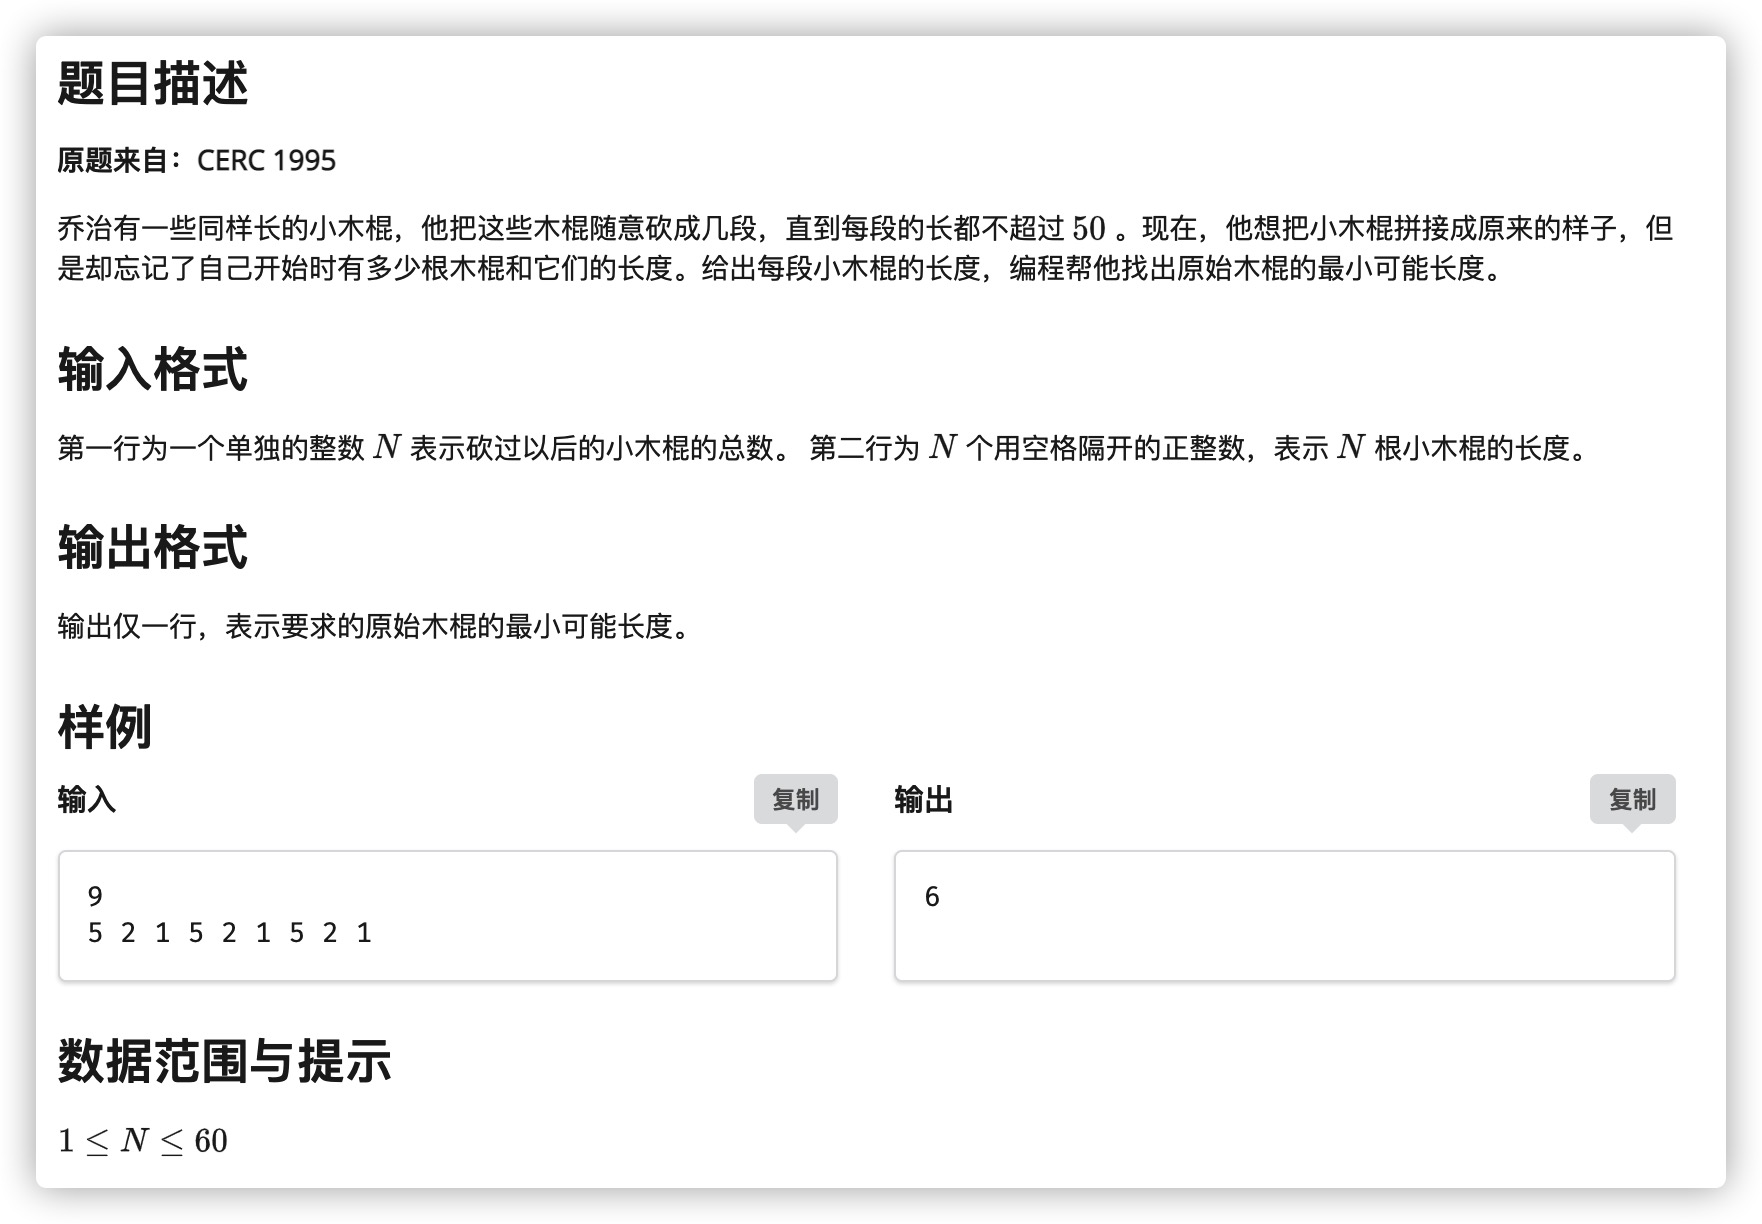 题目描述
原题来自：CERC 1995
乔治有一些同样长的小木棍，他把这些木棍随意砍成几段，直到每段的长都不超过 50 。现在，他想把小木棍拼接成原来的样子，但
是却忘记了自己开始时有多少根木棍和它们的长度。给出每段小木棍的长度，编程帮他找出原始木棍的最小可能长度。
输入格式
第一行为一个单独的整数 N 表示砍过以后的小木棍的总数。 第二行为 N 个用空格隔开的正整数，表示 N 根小木棍的长度。
输出格式
输出仅一行，表示要求的原始木棍的最小可能长度。
样例
输入 复制 输出 复制
9
5 2 1 5 2 1 5 2 1
6
数据范围与提示
1 ≤ N ≤ 60